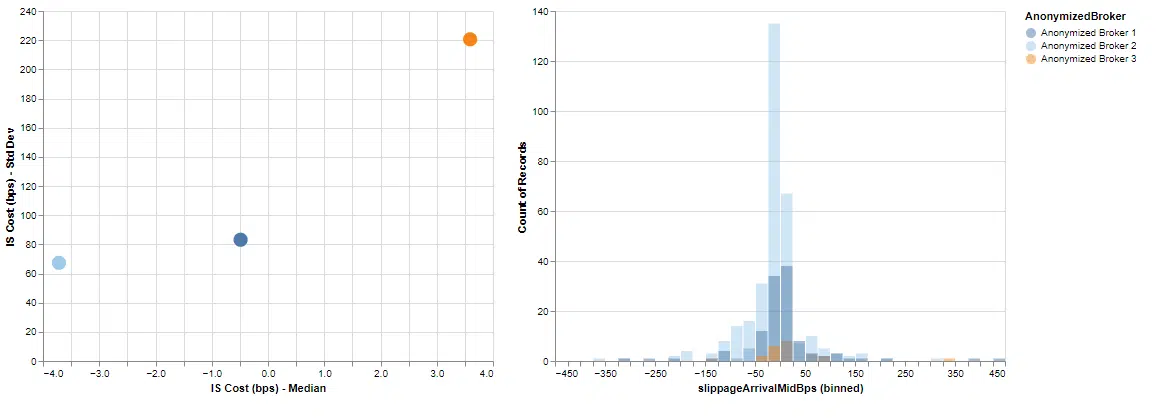 240
220
200
180
160
140
120
100
80
60
40
20
0
IS Cost (bps) - Std Dev
−4.0 −3.0 −2.0 −1.0 0.0 1.0 2.0 3.0 4.0
IS Cost (bps) - Median
140
120
100
80
60
40
20
0
Count of Records
−450 −350 −250 −150 −50 50 150 250 350 450
slippageArrivalMidBps (binned)
AnonymizedBroker
Anonymized Broker 1
Anonymized Broker 2
Anonymized Broker 3